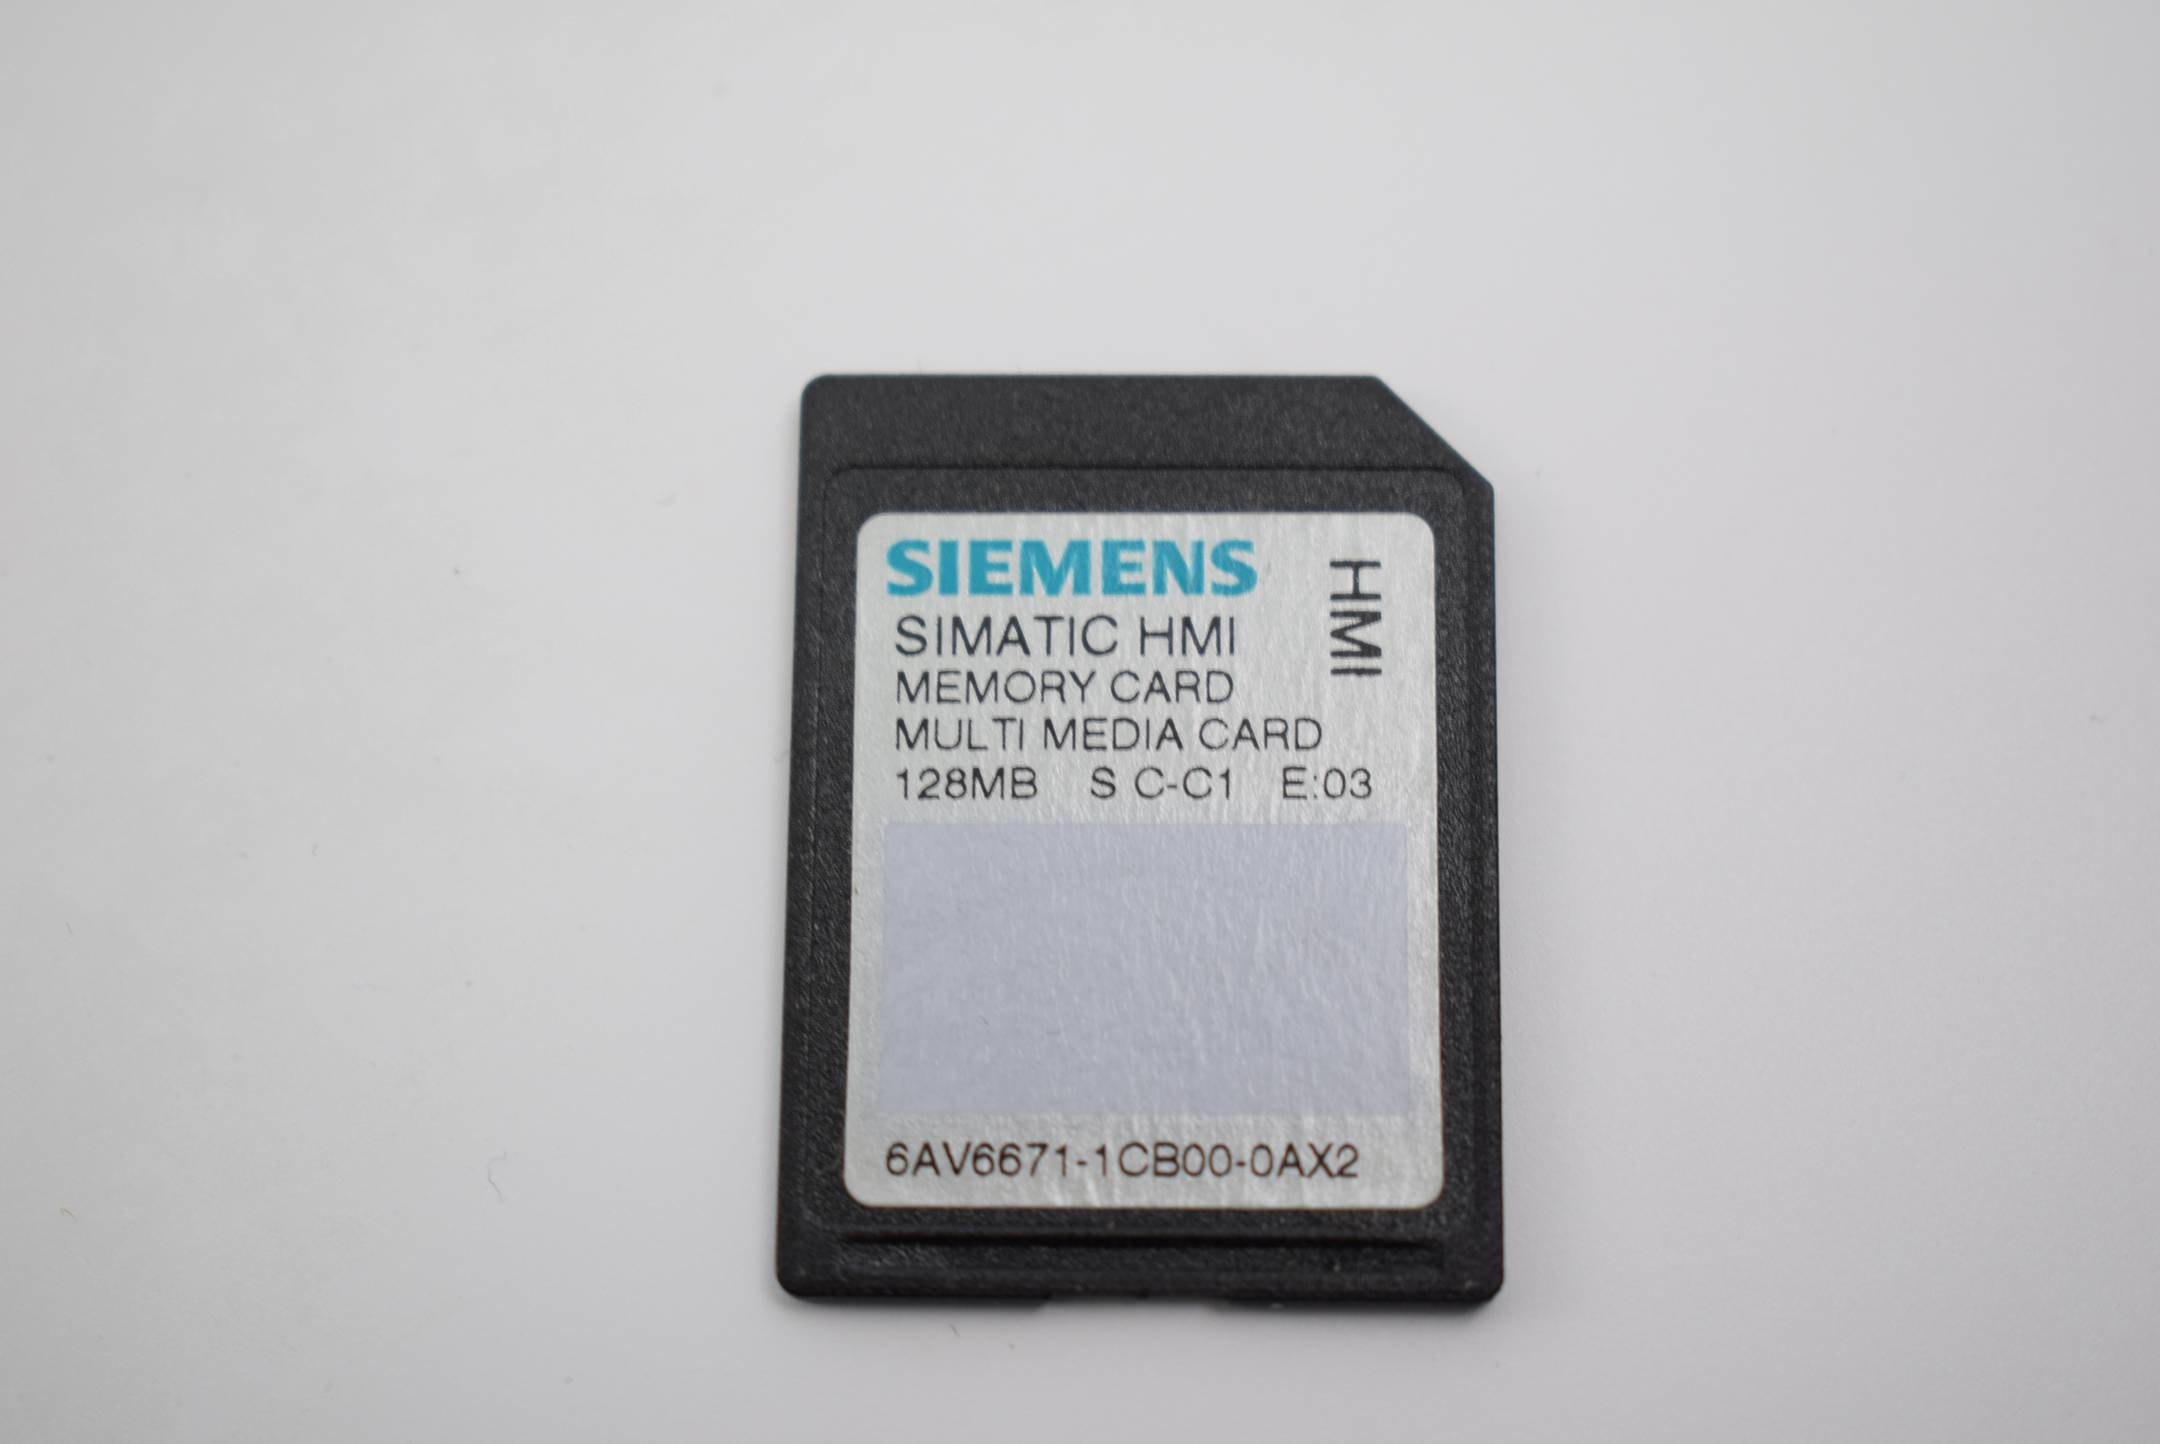 SIEMENS
HMI
SIMATIC HMI
MEMORY CARD
MULTI MEDIA CARD
128MB S C-C1 E:03
6AV6671-1CB00-0AX2